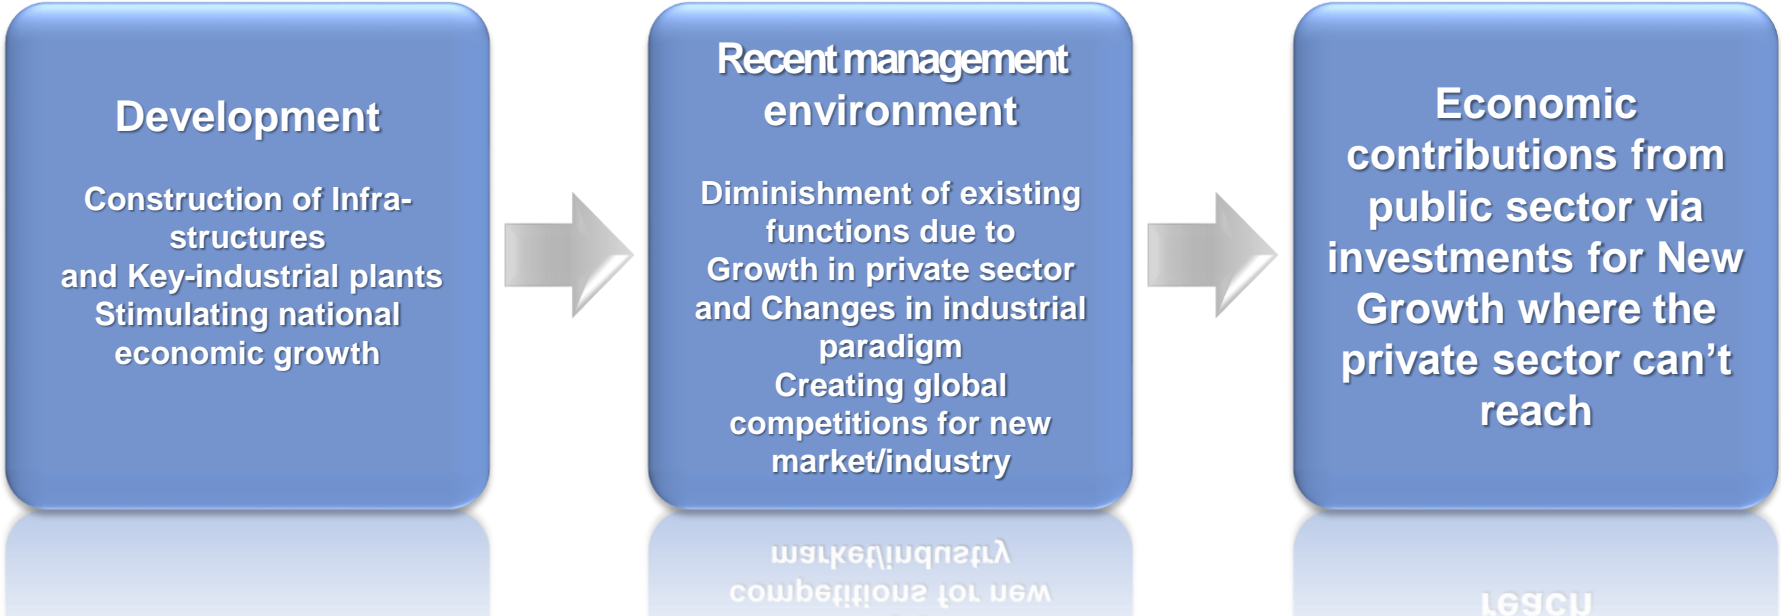 Development
Construction of Infra-
structures
and Key-industrial plants
Stimulating national
economic growth
Recent management
environment
Diminishment of existing
functions due to
Growth in private sector
and Changes in industrial
paradigm
Creating global
competitions for new
market/industry
Economic
contributions from
public sector via
investments for New
Growth where the
private sector can’t
reach